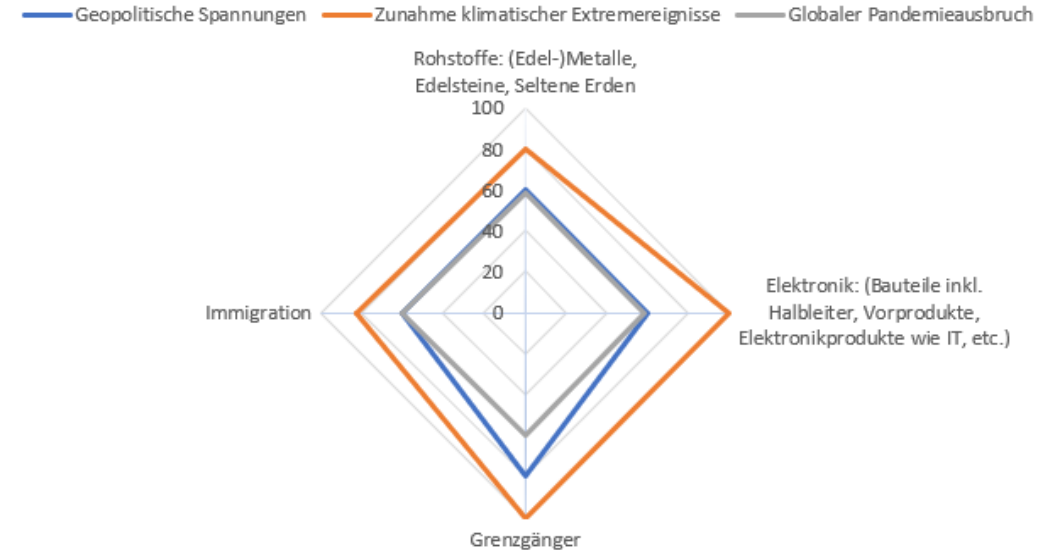 Geopolitische Spannungen Zunahme klimatischer Extremereignisse Globaler Pandemieausbruch
Rohstoffe: (Edel-)Metalle,
Edelsteine, Seltene Erden
100
80
60
40
20
0
Immigration
Elektronik: (Bauteile inkl.
Halbleiter, Vorprodukte,
Elektronikprodukte wie IT, etc.)
Grenzgänger